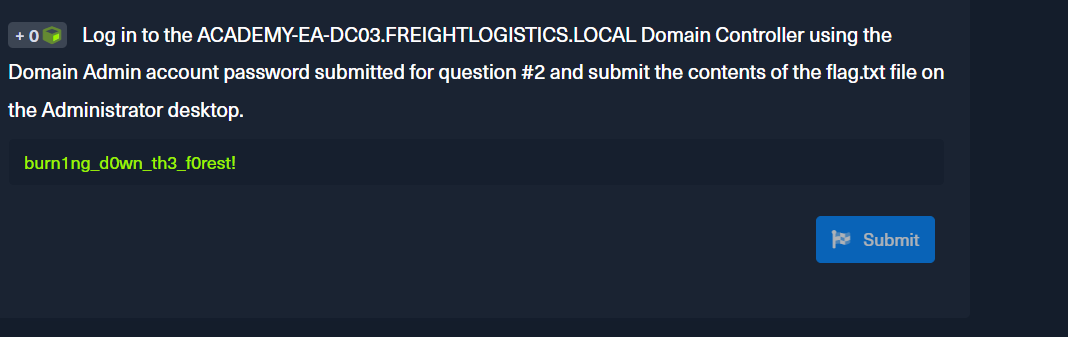 + 0 Log in to the ACADEMY-EA-DC03.FREIGHTLOGISTICS.LOCAL Domain Controller using the
Domain Admin account password submitted for question #2 and submit the contents of the flag.txt file on
the Administrator desktop.
burn1ng_d0wn_th3_f0rest!
Submit